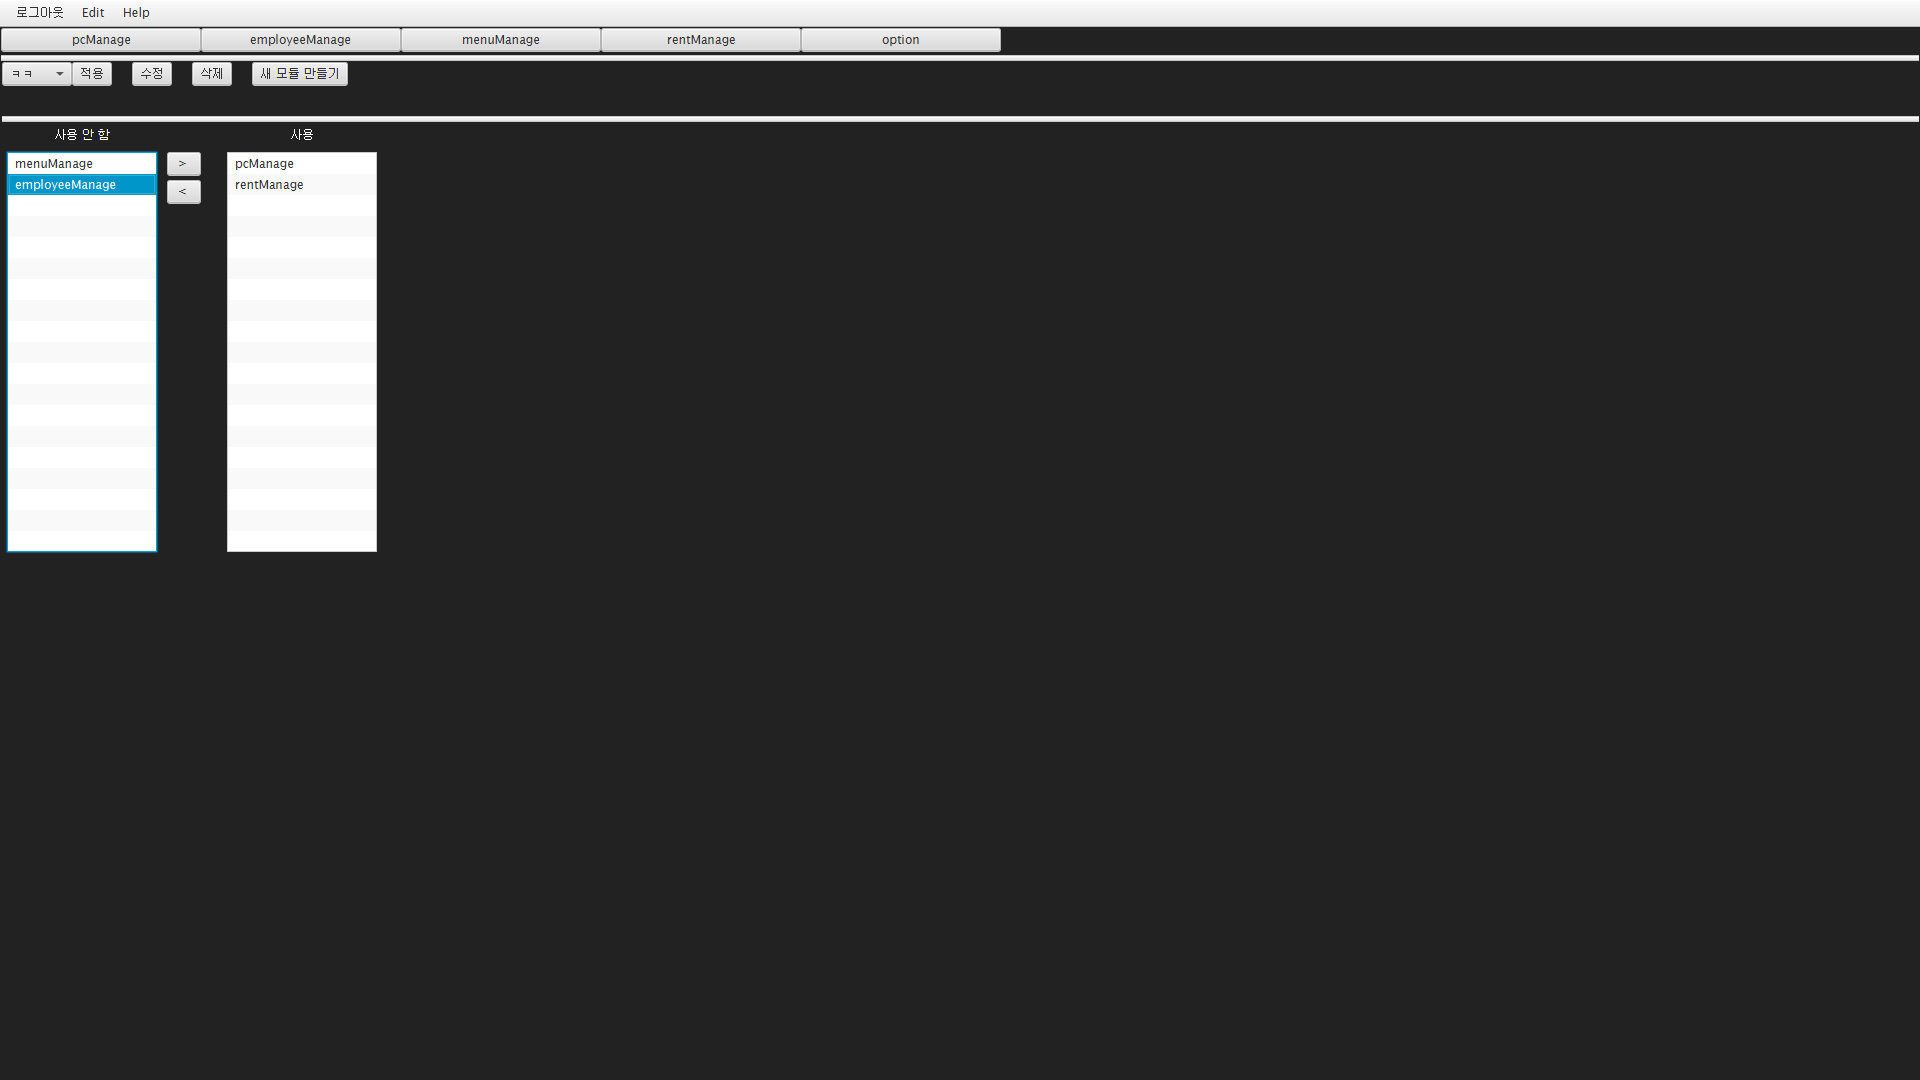 로그아웃 Edit Help
pcManage employeeManage menuManage rentManage option
ㅋㅋ 적용 수정 삭제 새 모듈 만들기
사용 안 함 사용
menuManage > pcManage
employeeManage < rentManage